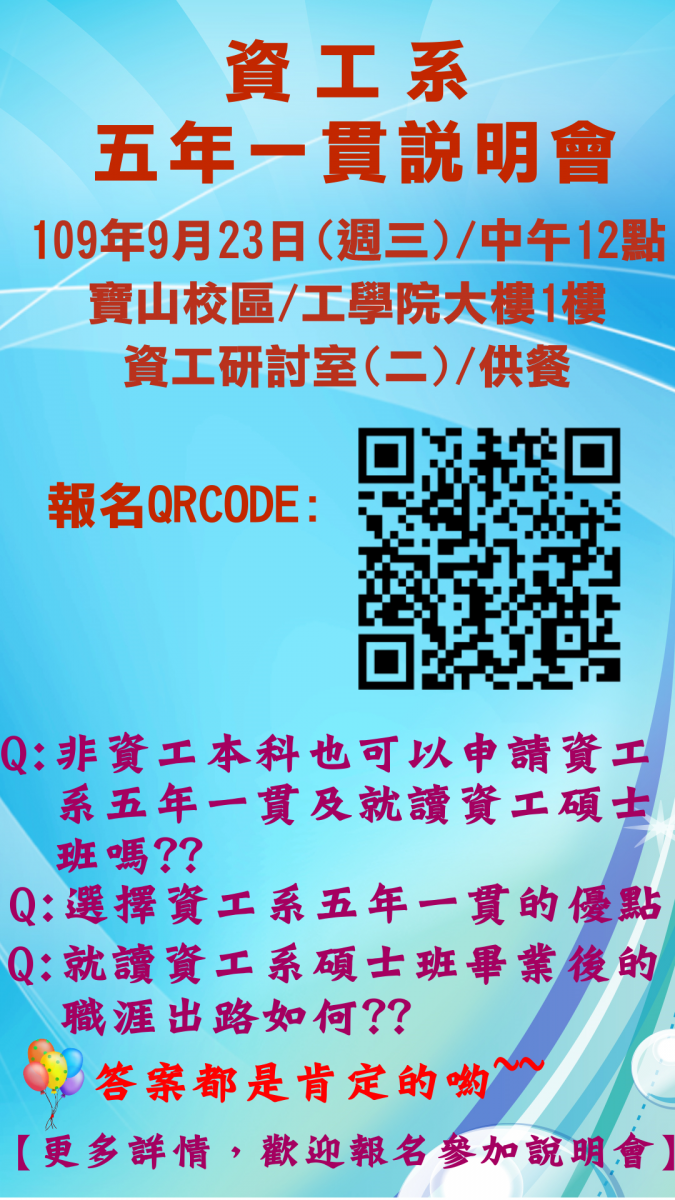 資工系
五年一貫説明會
109年9月23日(週三)/中午12點
寶山校區/工學院大樓1樓
資工研討室(二)/供餐
報名QRCODE:
Q:非資工本科也可以申請資工
系五年一貫及就讀資工碩士
班嗎??
Q:選擇資工系五年一貫的優點
Q:就讀資工系碩士班畢業後的
職涯出路如何??
答案都是肯定的喲~~
【更多詳情，歡迎報名參加說明會】